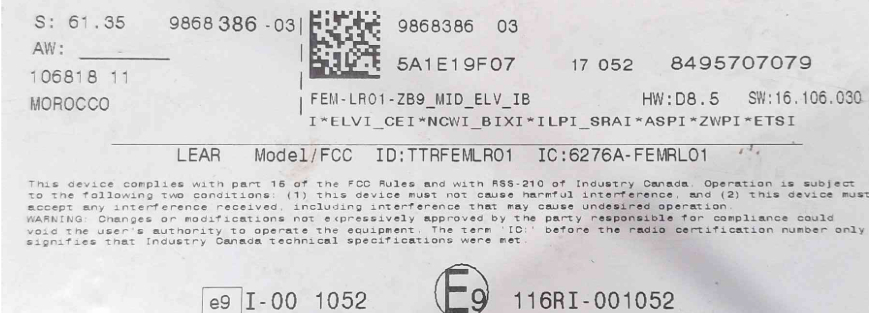 S: 61.35 9868 386 -03
AW:
106818 11
MOROCCO
9868386 03
5A1E19F07 17 052 8495707079
FEM-LR01-ZB9_MID_ELV_IB HW:D8.5 SW:16.106.030
I*ELVI_CEI*NCWI_BIXI*ILPI_SRAI*ASPI*ZWPI*ETSI
LEAR Model/FCC ID:TTRFEMLR01 IC:6276A-FEMRL01
This device complies with part 15 of the FCC Rules and with RSS-210 of Industry Canada. Operation is subject
to the following two conditions: (1) this device must not cause harmful interference, and (2) this device must
accept any interference received, including interference that may cause undesired operation.
WARNING: Changes or modifications not expressively approved by the party responsible for compliance could
void the user's authority to operate the equipment. The term 'IC:' before the radio certification number only
signifies that Industry Canada technical specifications were met.
e9 I-00 1052 E9 116RI-001052